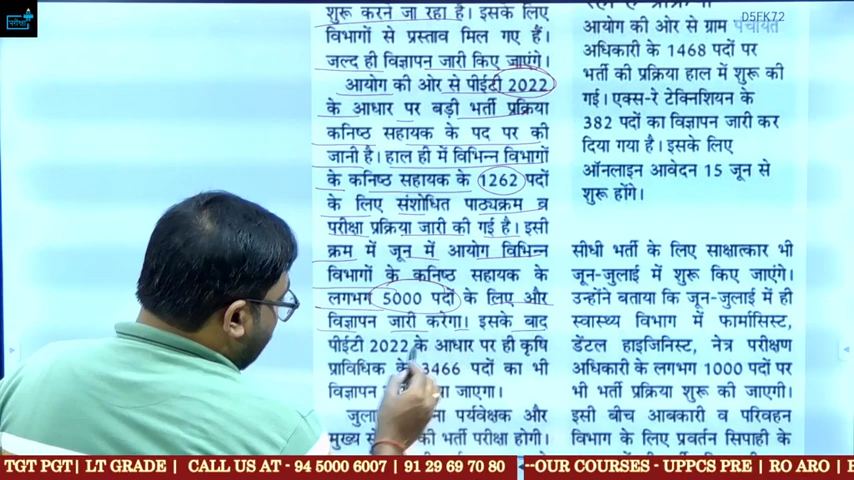 परीक्षा
D5FK72
शुरू करने जा रहा है। इसके लिए
विभागों से प्रस्ताव मिल गए हैं।
जल्द ही विज्ञापन जारी किए जाएंगे।
आयोग की ओर से पीईटी 2022
के आधार पर बड़ी भर्ती प्रक्रिया
कनिष्ठ सहायक के पद पर की
जानी है। हाल ही में विभिन्न विभागों
के कनिष्ठ सहायक के 1262 पदों
के लिए संशोधित पाठ्यक्रम व
परीक्षा प्रक्रिया जारी की गई है। इसी
क्रम में जून में आयोग विभिन्न
विभागों के कनिष्ठ सहायक के
लगभग 5000 पदों के लिए और
विज्ञापन जारी करेगा। इसके बाद
पीईटी 2022 के आधार पर ही कृषि
प्राविधिक के 3466 पदों का भी
विज्ञापन जाएगा।
पर्यवेक्षक और
मुख्य की भर्ती परीक्षा होगी।
आयोग की ओर से ग्राम पंचायत
अधिकारी के 1468 पदों पर
भर्ती की प्रक्रिया हाल में शुरू की
गई। एक्स-रे टेक्निशियन के
382 पदों का विज्ञापन जारी कर
दिया गया है। इसके लिए
ऑनलाइन आवेदन 15 जून से
शुरू होंगे।
सीधी भर्ती के लिए साक्षात्कार भी
जून-जुलाई में शुरू किए जाएंगे।
उन्होंने बताया कि जून-जुलाई में ही
स्वास्थ्य विभाग में फार्मासिस्ट,
डेंटल हाइजिनिस्ट, नेत्र परीक्षण
अधिकारी के लगभग 1000 पदों पर
भी भर्ती प्रक्रिया शुरू की जाएगी।
इसी बीच आबकारी व परिवहन
विभाग के लिए प्रवर्तन सिपाही के
TGT PGT| LT GRADE | CALL US AT - 94 5000 6007 | 91 29 69 70 80 --OUR COURSES - UPPCS PRE | RO ARO |